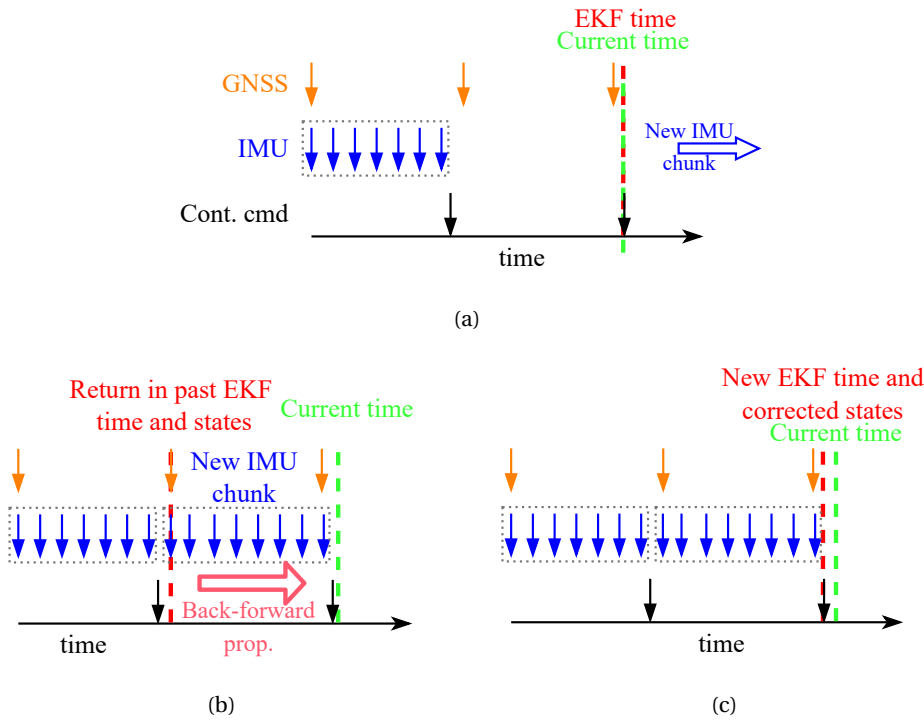 EKF time
Current time
GNSS
IMU
New IMU
chunk
Cont. cmd
time
(a)
Return in past EKF
time and states
Current time
New IMU
chunk
Back-forward
prop.
time
(b)
New EKF time and
corrected states
Current time
time
(c)